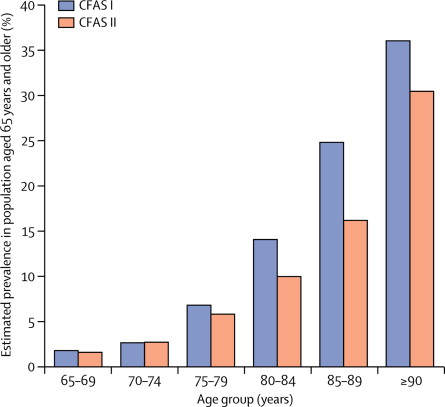 CFAS I
CFAS II
Estimated prevalence in population aged 65 years and older (%)
40
35
30
25
20
15
10
5
0
65–69 70–74 75–79 80–84 85–89 ≥90
Age group (years)